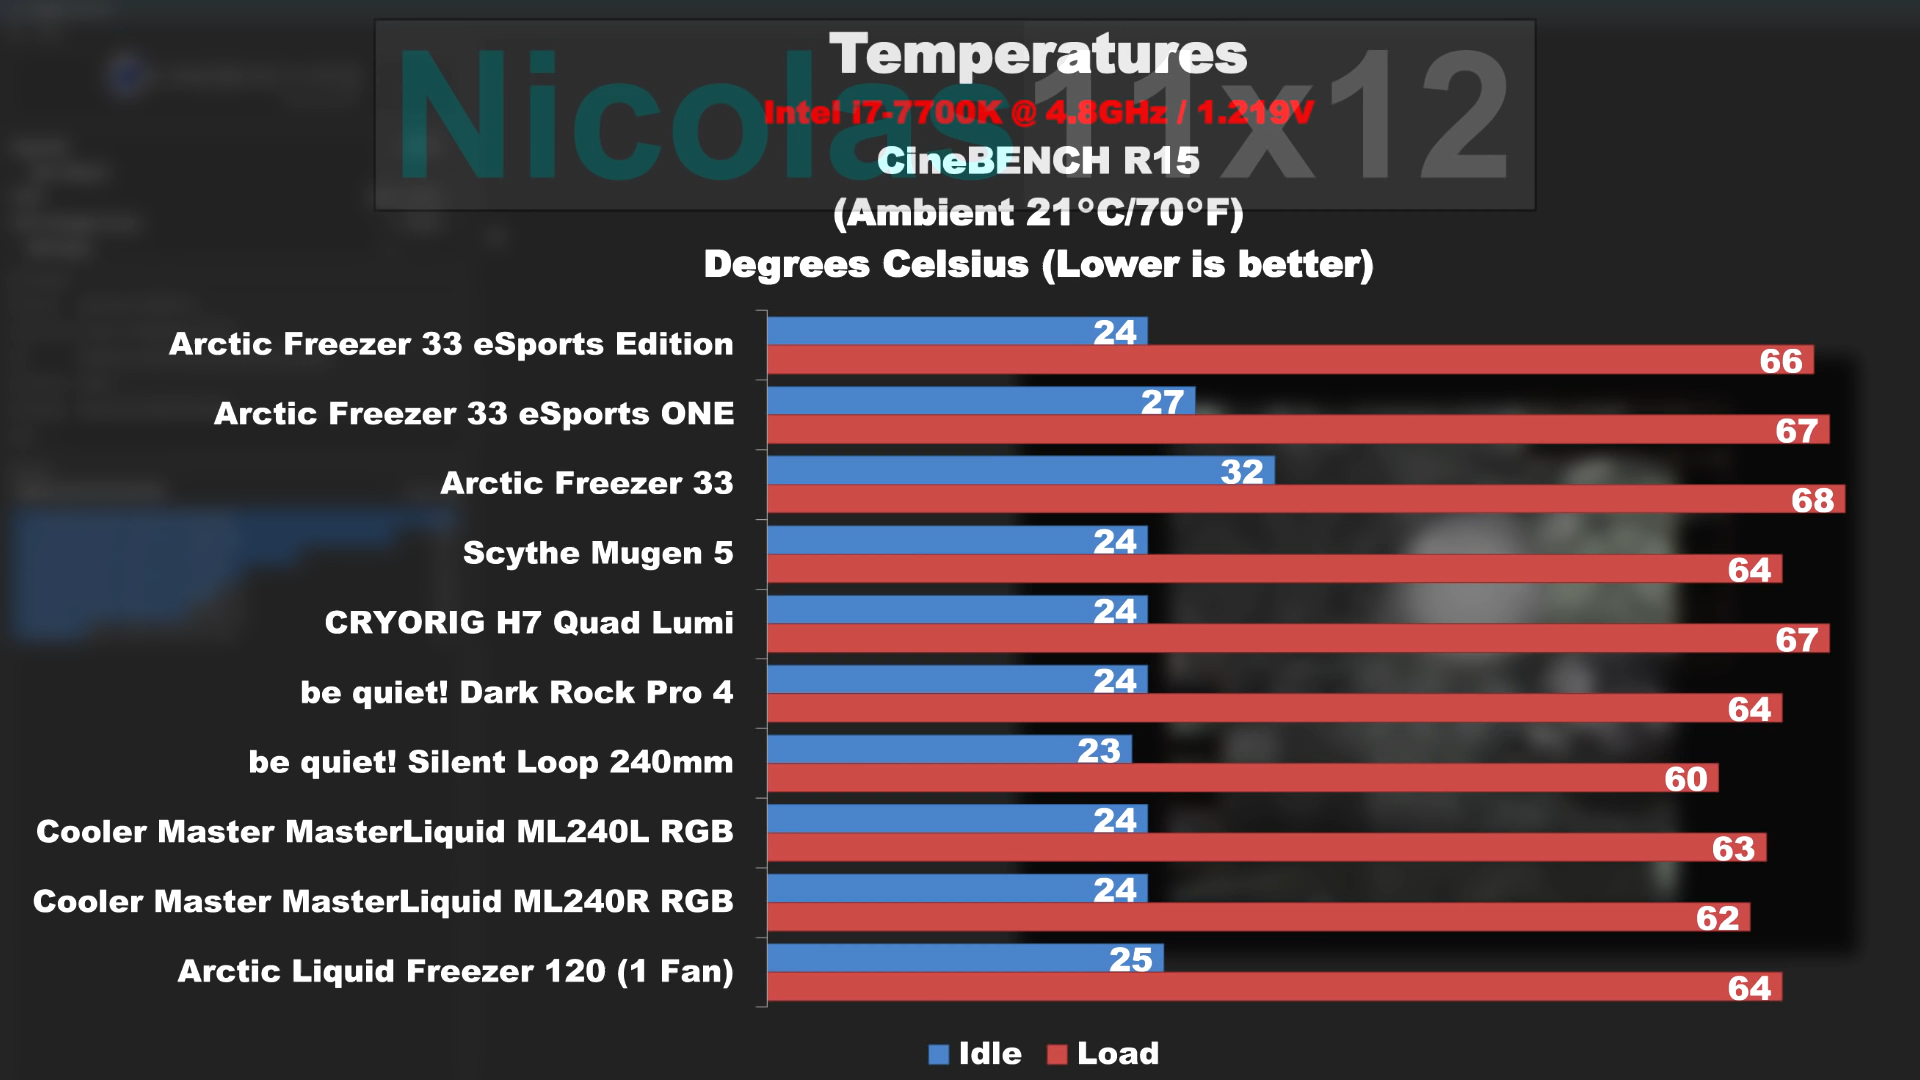 Nicolas11x12
Temperatures
Intel i7-7700K @ 4.8GHz / 1.219V
CineBENCH R15
(Ambient 21°C/70°F)
Degrees Celsius (Lower is better)
Arctic Freezer 33 eSports Edition
24
66
Arctic Freezer 33 eSports ONE
27
67
Arctic Freezer 33
32
68
Scythe Mugen 5
24
64
CRYORIG H7 Quad Lumi
24
67
be quiet! Dark Rock Pro 4
24
64
be quiet! Silent Loop 240mm
23
60
Cooler Master MasterLiquid ML240L RGB
24
63
Cooler Master MasterLiquid ML240R RGB
24
62
Arctic Liquid Freezer 120 (1 Fan)
25
64
Idle
Load